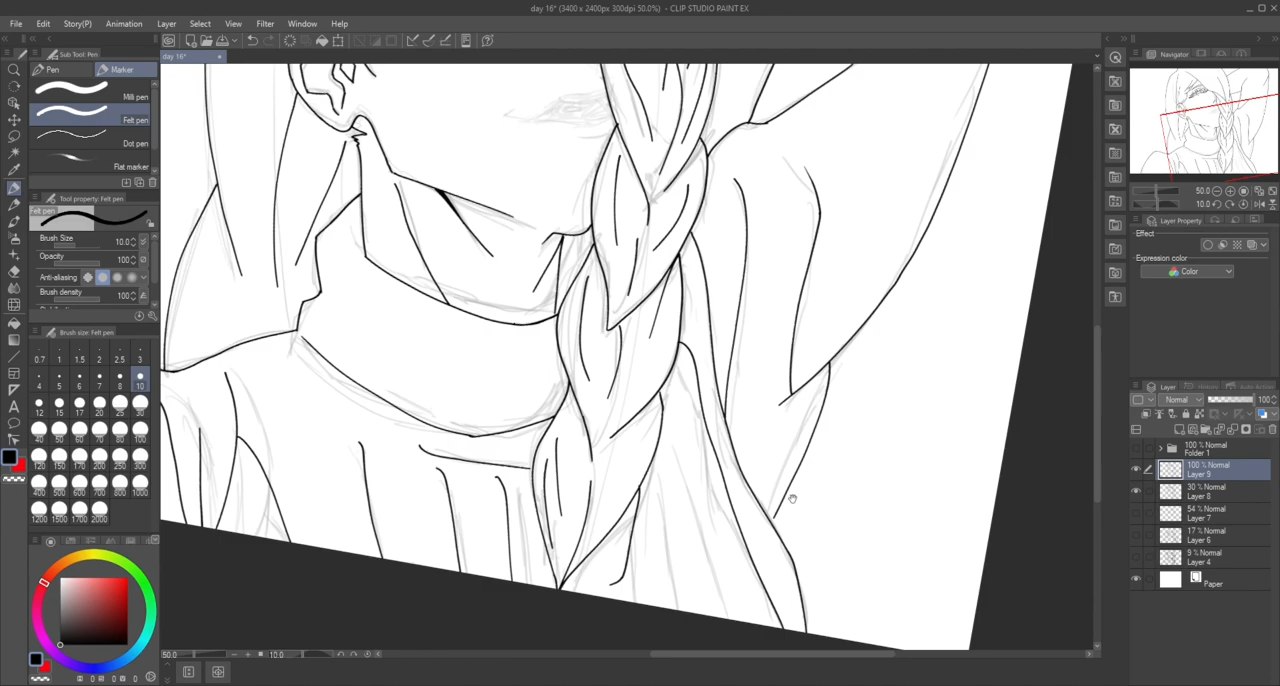 day 16* (3400 x 2400px 300dpi 50.0%) - CLIP STUDIO PAINT EX
File Edit Story(P) Animation Layer Select View Filter Window Help
Sub Tool: Pen
day 16*
Navigator
Pen Marker
Milli pen
Felt pen
Dot pen
Flat marker
Tool property: Felt pen
Felt pen
Brush Size 10.0
Opacity 100
Anti-aliasing
Brush density 100
Brush size: Felt pen
0.7 1 1.5 2 2.5 3
4 5 6 7 8 10
12 15 17 20 25 30
40 50 60 70 80 100
120 150 170 200 250 300
400 500 600 700 800 1000
1200 1500 1700 2000
50.0
10.0
Layer Property
Effect
Expression color
Color
Layer History Auto Action
Normal 100
100 % Normal
Folder 1
100 % Normal
Layer 9
30 % Normal
Layer 8
54 % Normal
Layer 7
17 % Normal
Layer 6
9 % Normal
Layer 4
Paper
50.0 10.0
0 0 0